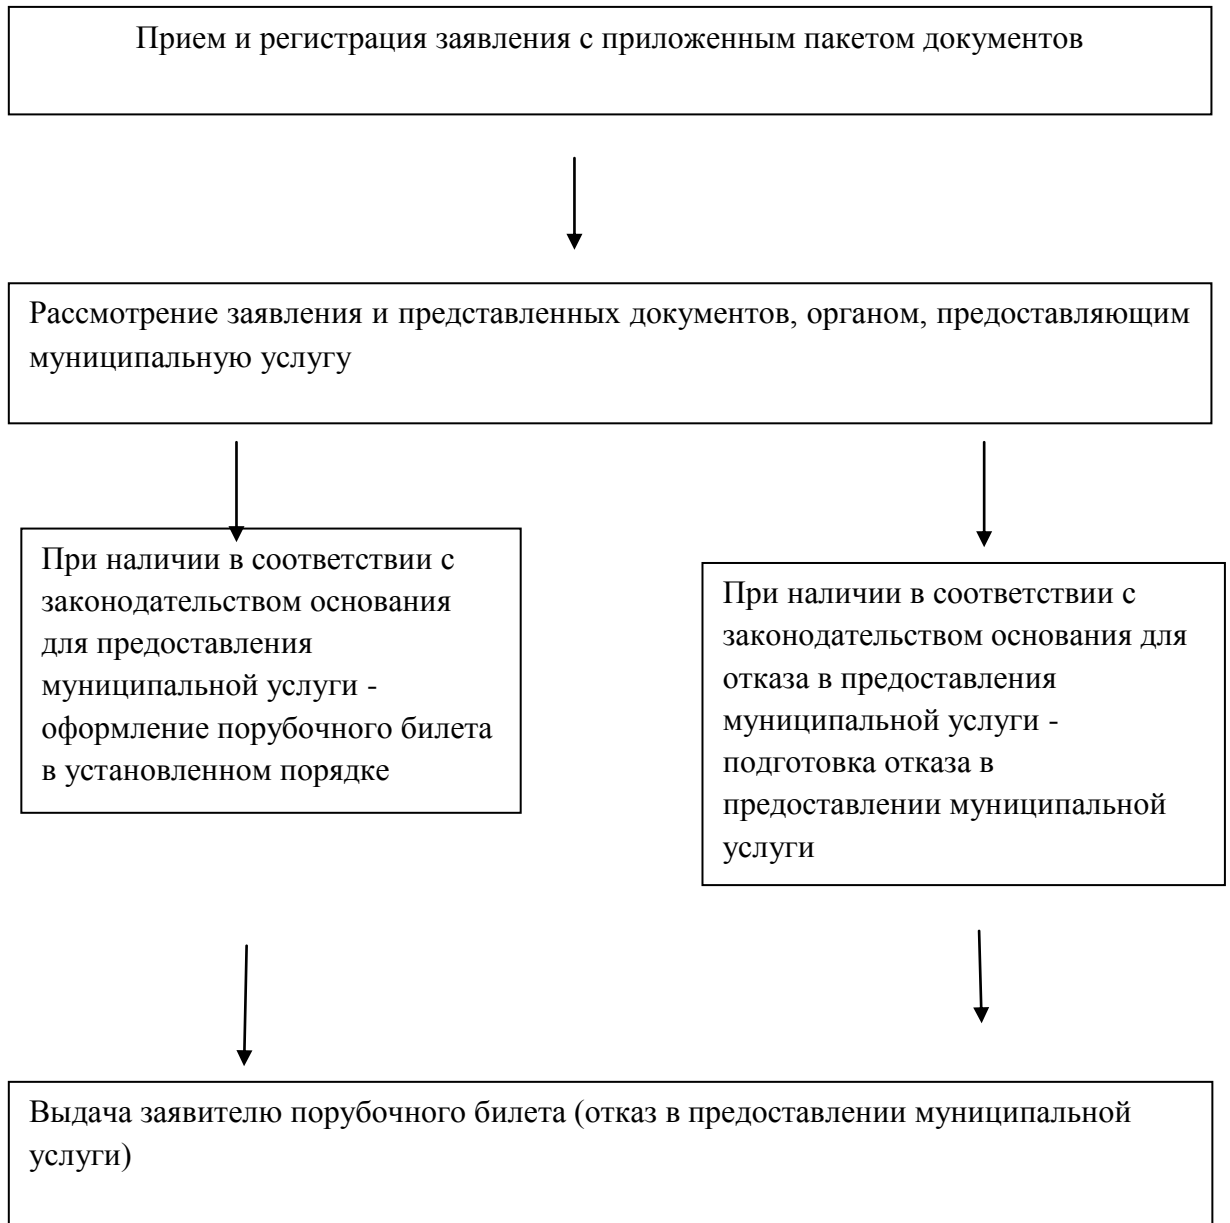 Прием и регистрация заявления с приложенным пакетом документов
Рассмотрение заявления и представленных документов, органом, предоставляющим
муниципальную услугу
При наличии в соответствии с
законодательством основания
для предоставления
муниципальной услуги -
оформление порубочного билета
в установленном порядке
При наличии в соответствии с
законодательством основания для
отказа в предоставления
муниципальной услуги -
подготовка отказа в
предоставлении муниципальной
услуги
Выдача заявителю порубочного билета (отказ в предоставлении муниципальной
услуги)